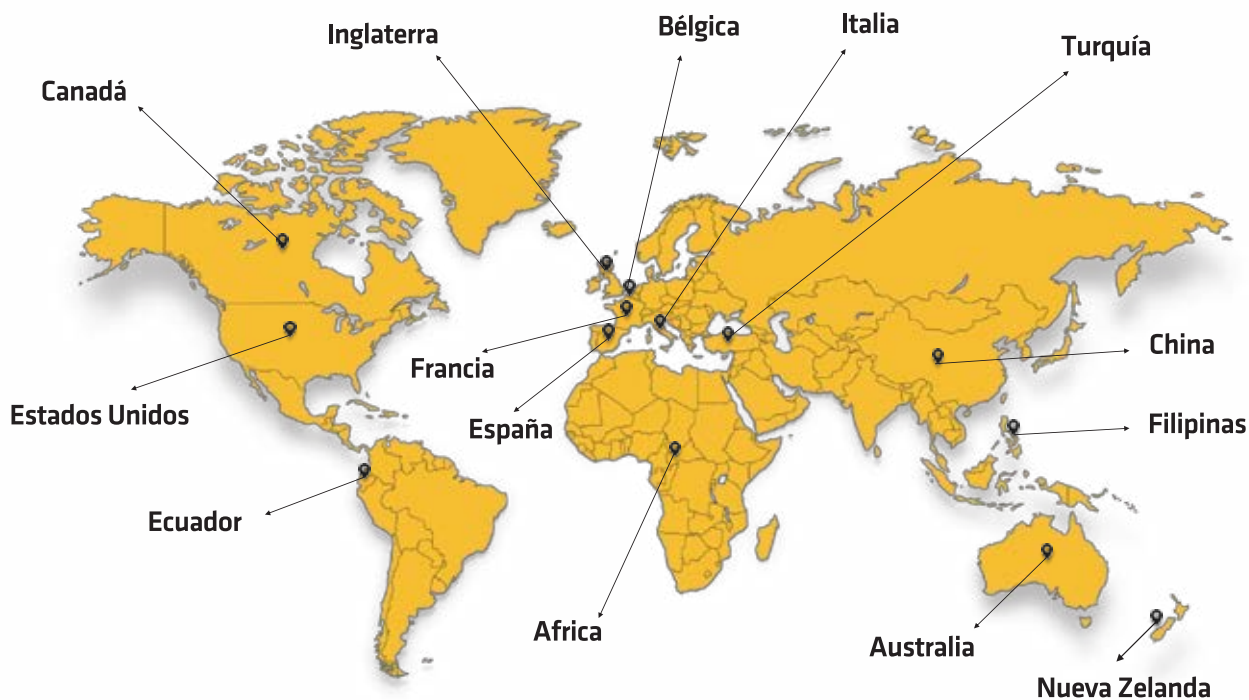 Bélgica
Italia
Inglaterra
Turquía
Canadá
China
Francia
Estados Unidos
Filipinas
España
Ecuador
Africa
Australia
Nueva Zelanda